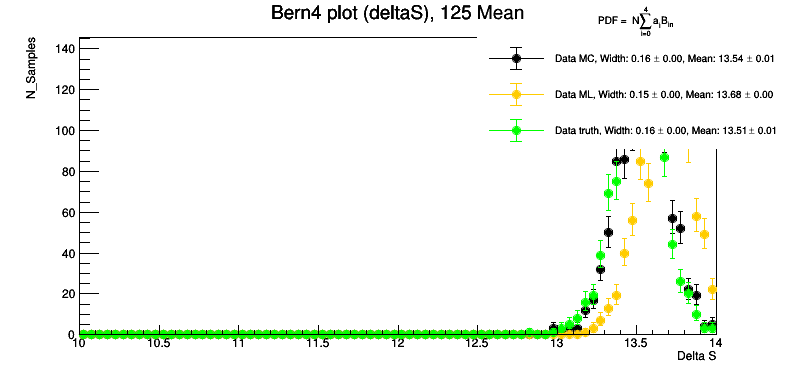 Bern4 plot (deltaS), 125 Mean
4
PDF = N∑aᵢBᵢₙ
i=0
N_Samples
Data MC, Width: 0.16 ± 0.00, Mean: 13.54 ± 0.01
Data ML, Width: 0.15 ± 0.00, Mean: 13.68 ± 0.00
Data truth, Width: 0.16 ± 0.00, Mean: 13.51 ± 0.01
140
120
100
80
60
40
20
0
10 10.5 11 11.5 12 12.5 13 13.5 14
Delta S